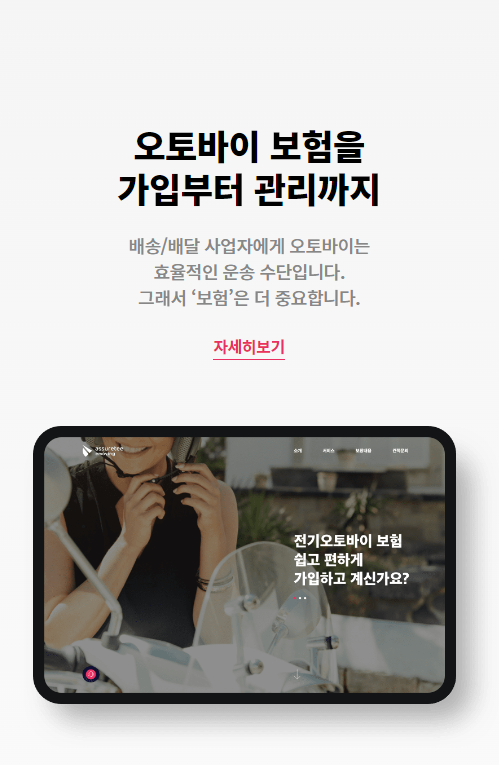 오토바이 보험을
가입부터 관리까지
배송/배달 사업자에게 오토바이는
효율적인 운송 수단입니다.
그래서 ‘보험’은 더 중요합니다.
자세히보기
assuretee
소개 서비스 보험내용 견적문의
전기오토바이 보험
쉽고 편하게
가입하고 계신가요?